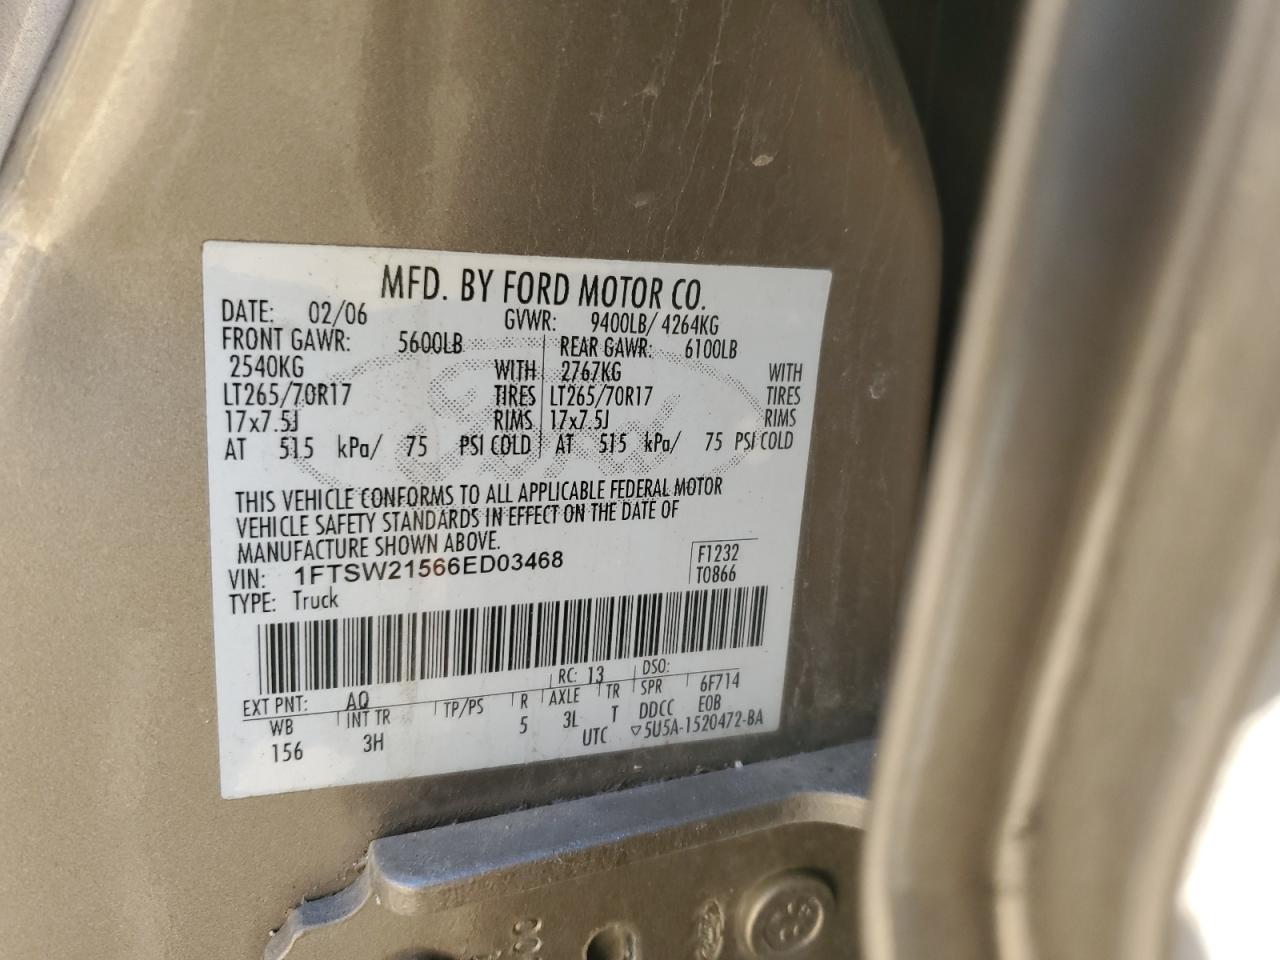 MFD. BY FORD MOTOR CO.
DATE: 02/06 GVWR: 9400LB/ 4264KG
FRONT GAWR: 5600LB REAR GAWR: 6100LB
2540KG WITH 2767KG WITH
LT265/70R17 TIRES LT265/70R17 TIRES
17x7.5J RIMS 17x7.5J RIMS
AT 515 kPa/ 75 PSI COLD AT 515 kPa/ 75 PSI COLD
THIS VEHICLE CONFORMS TO ALL APPLICABLE FEDERAL MOTOR
VEHICLE SAFETY STANDARDS IN EFFECT ON THE DATE OF
MANUFACTURE SHOWN ABOVE.
VIN: 1FTSW21566ED03468 F1232
TYPE: Truck T0866
EXT PNT: AQ RC: 13 DSO:
WB INT TR TP/PS R AXLE TR SPR 6F714
156 3H 5 3L T DDCC E0B
UTC ▽5U5A-1520472-BA